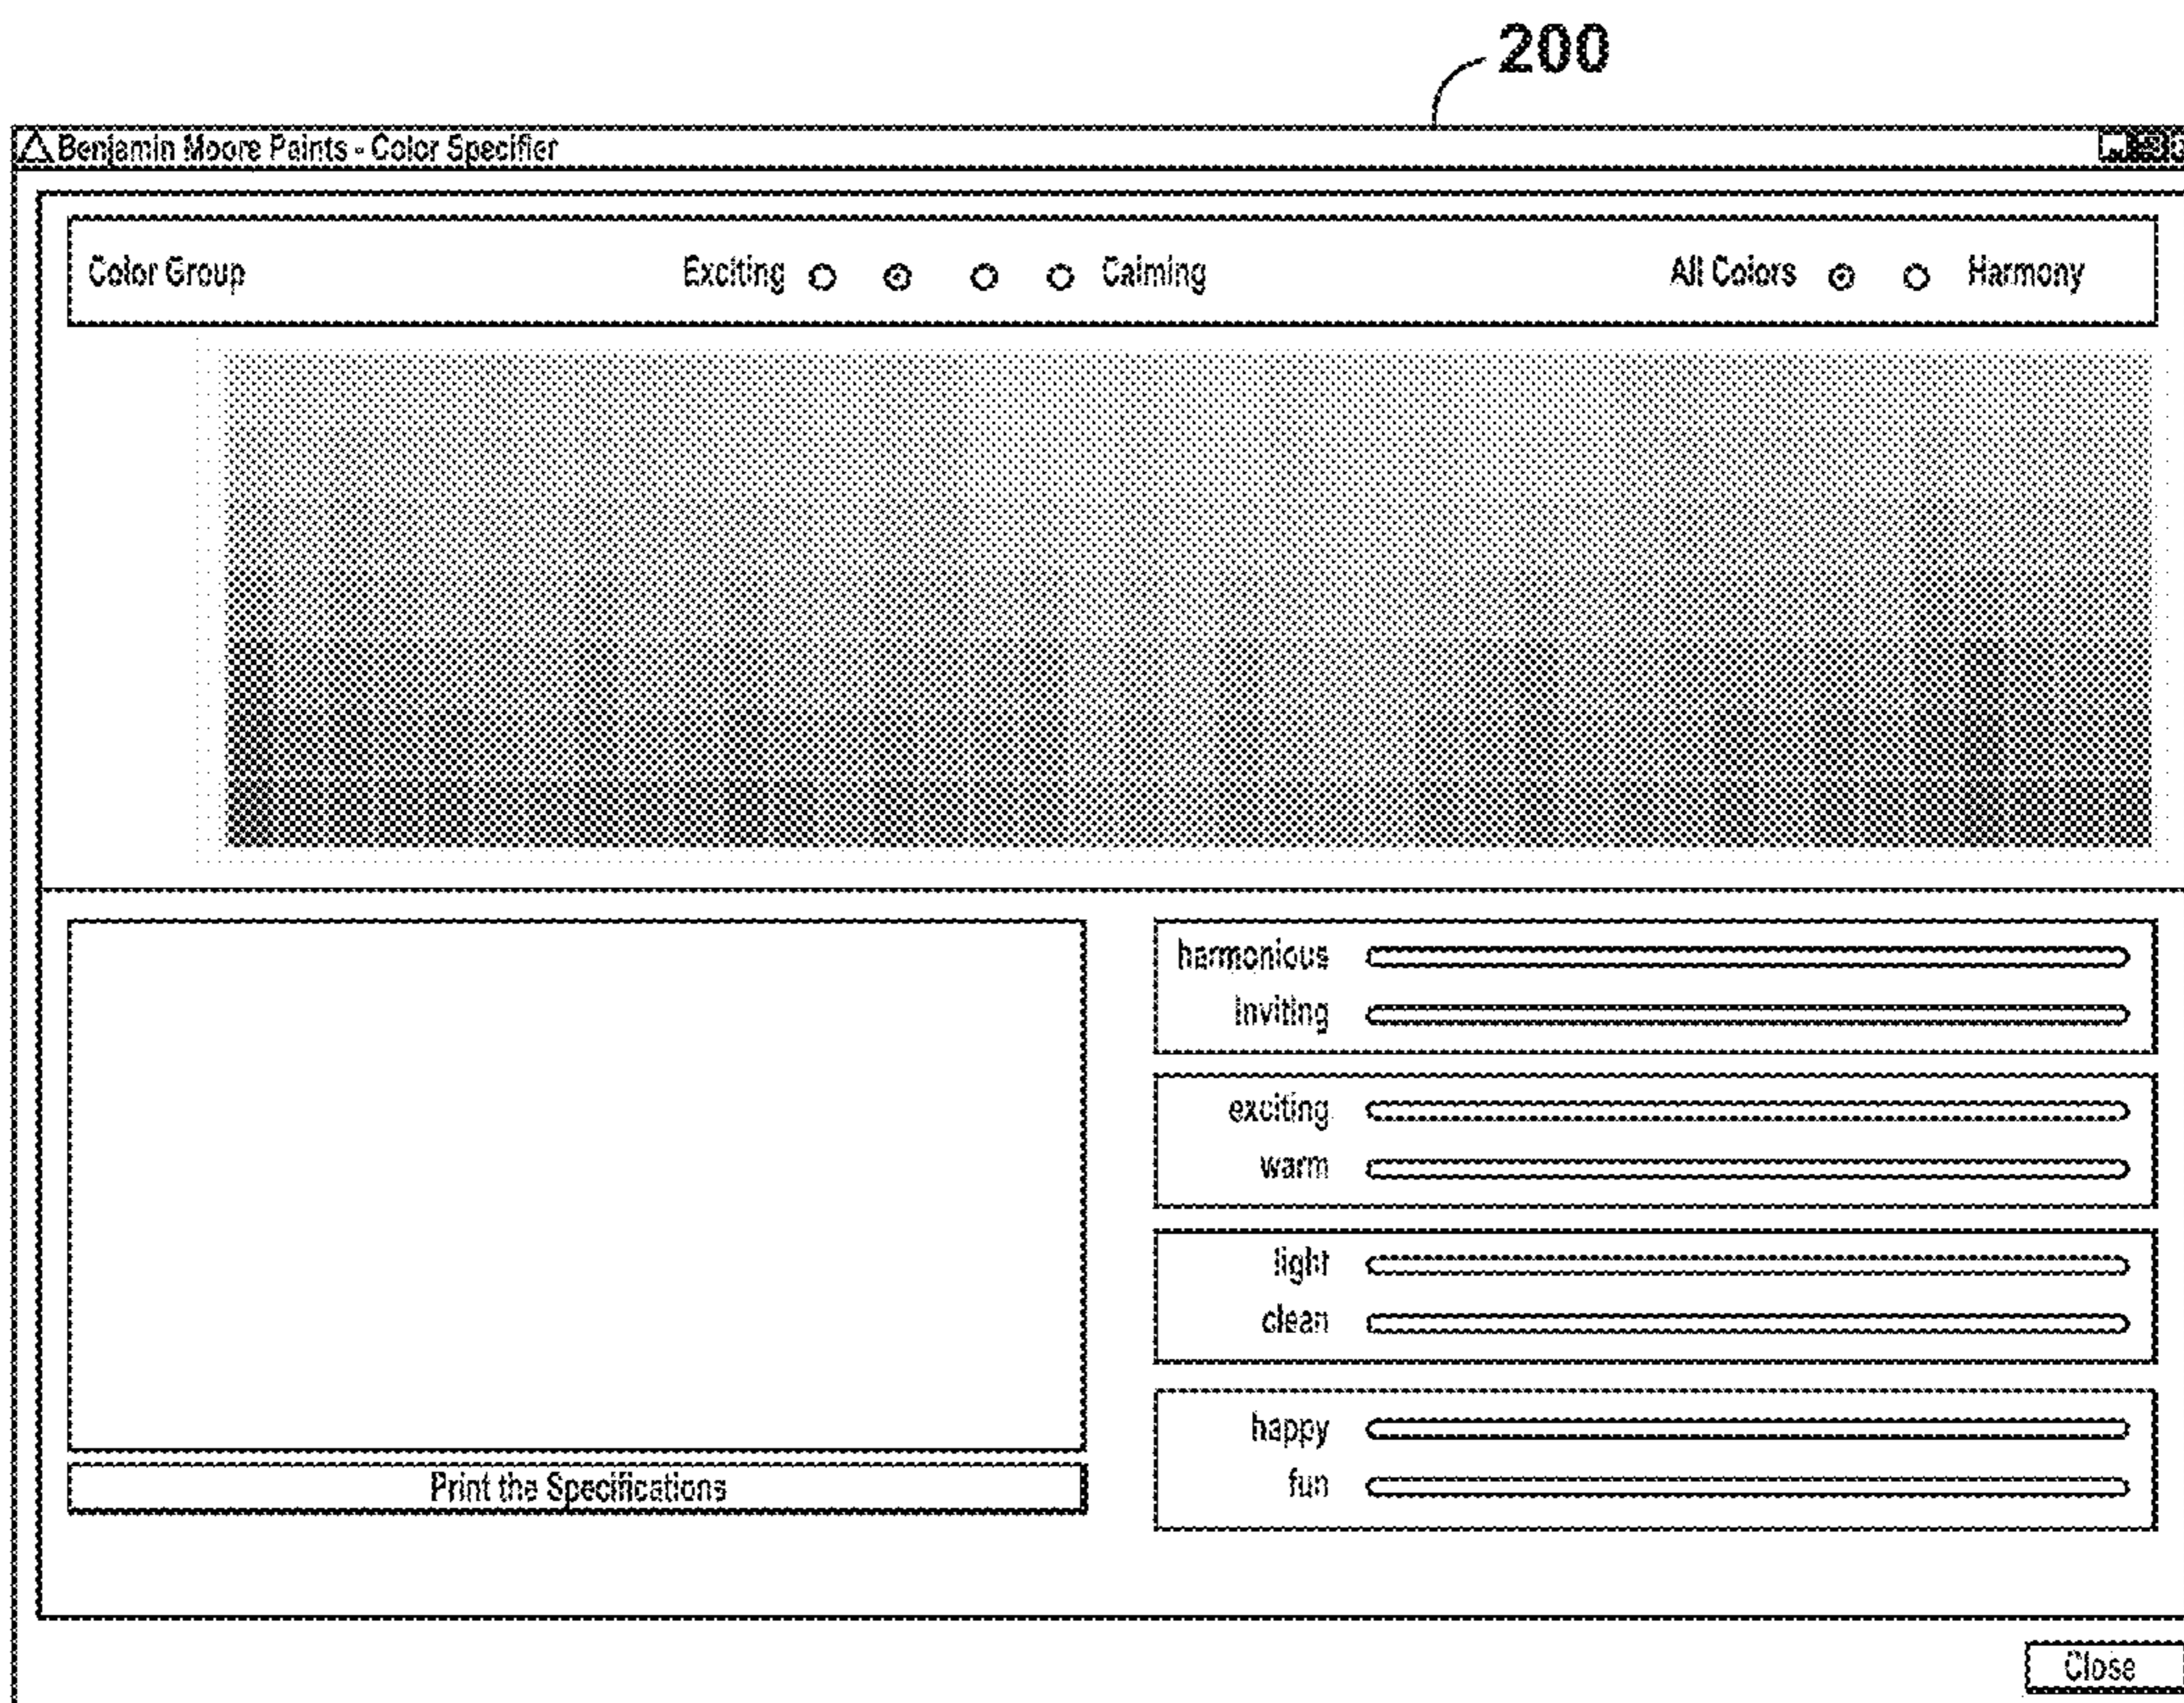 200
Benjamin Moore Paints - Color Specifier
Color Group Exciting Calming All Colors Harmony
harmonious
inviting
exciting
warm
light
clean
happy
Print the Specifications
fun
Close